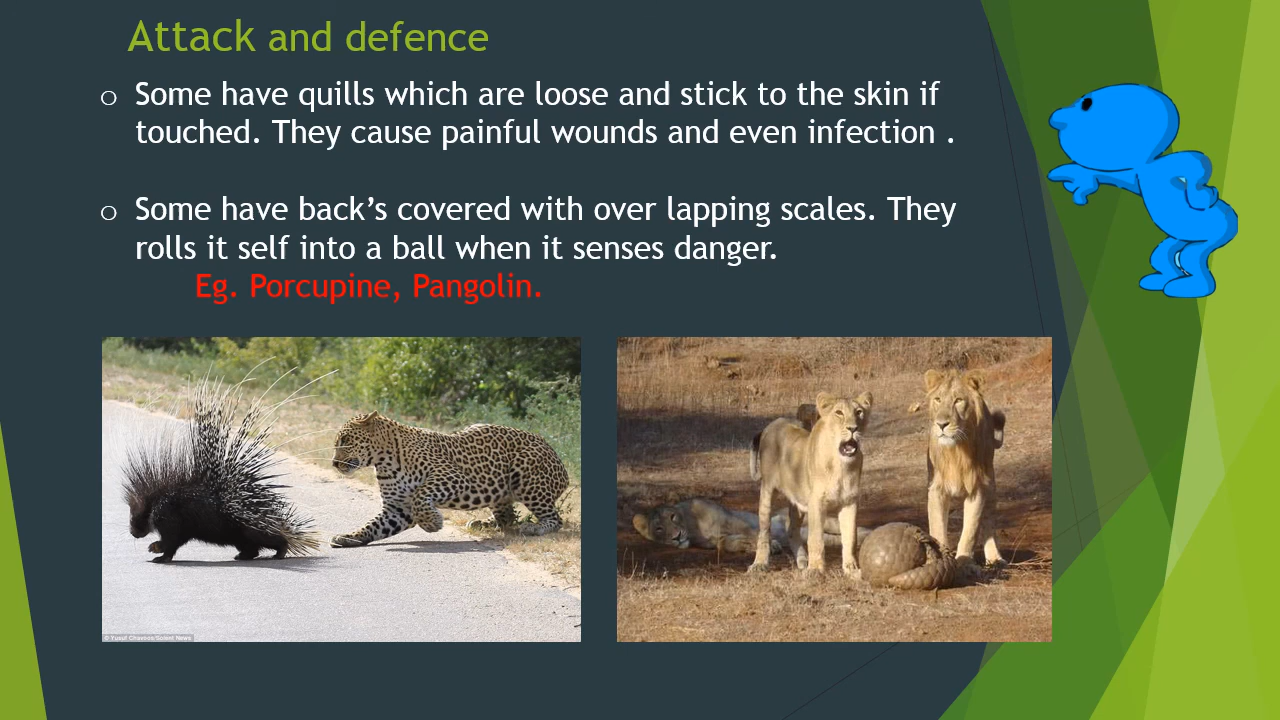 Attack and defence
o Some have quills which are loose and stick to the skin if
touched. They cause painful wounds and even infection .
o Some have back’s covered with over lapping scales. They
rolls it self into a ball when it senses danger.
Eg. Porcupine, Pangolin.